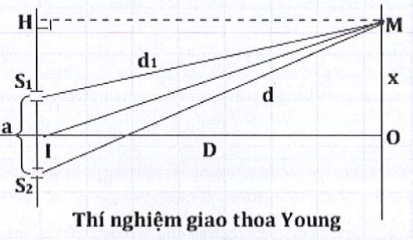 H
M
S1
d1
x
a
d
I
D
O
S2
Thí nghiệm giao thoa Young